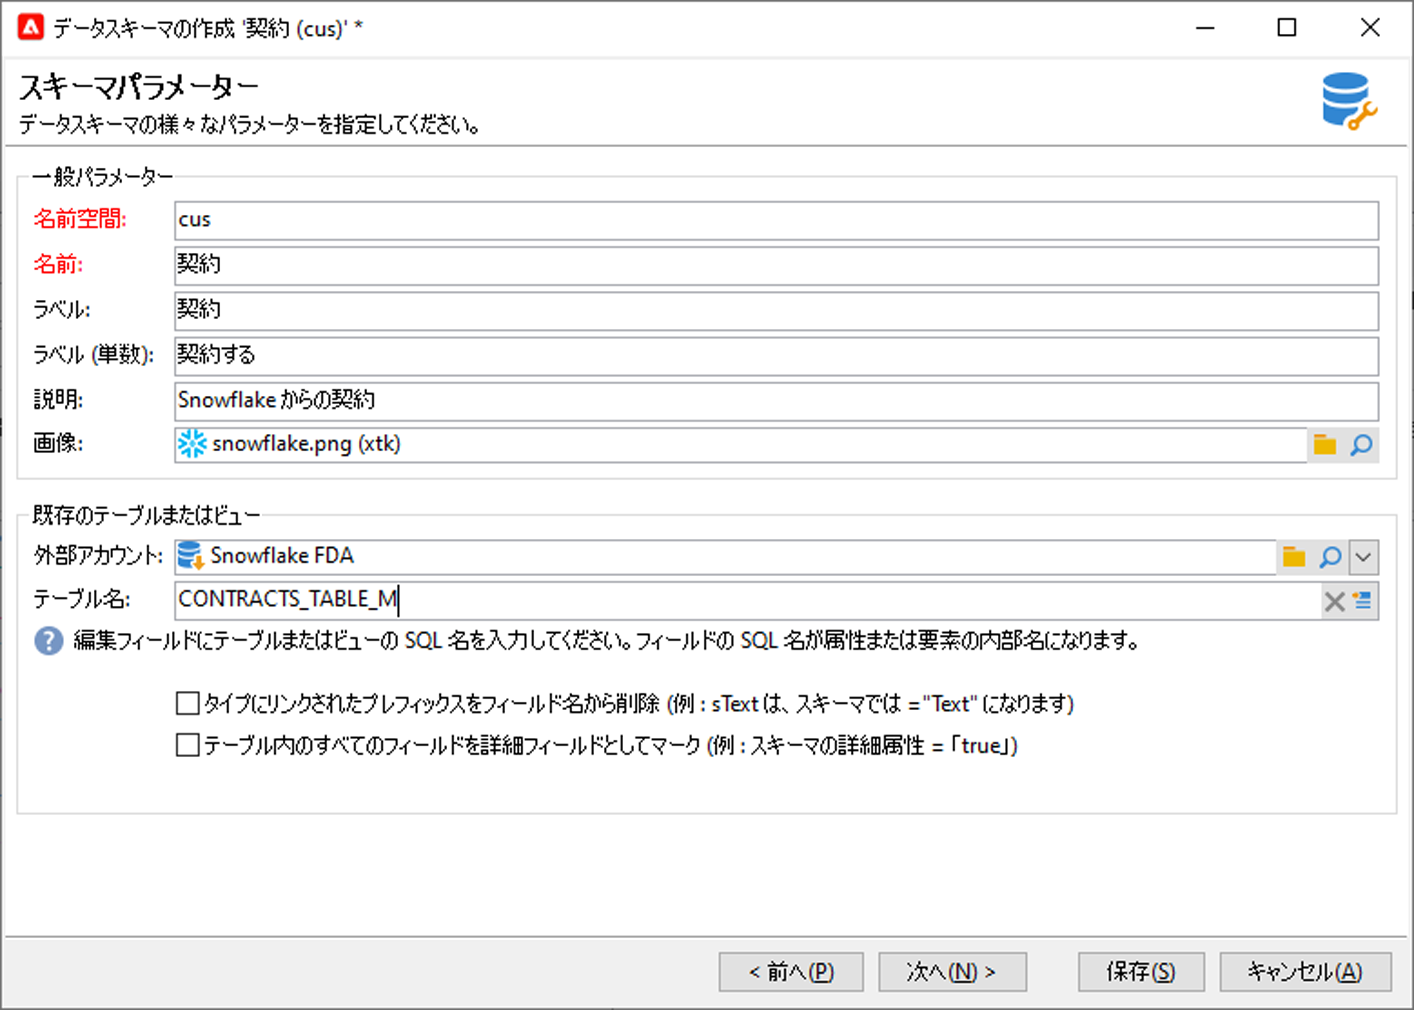 データスキーマの作成 '契約 (cus)' *
スキーマパラメーター
データスキーマの様々なパラメーターを指定してください。
一般パラメーター
名前空間: cus
名前: 契約
ラベル: 契約
ラベル (単数): 契約する
説明: Snowflake からの契約
画像: snowflake.png (xtk)
既存のテーブルまたはビュー
外部アカウント: Snowflake FDA
テーブル名: CONTRACTS_TABLE_M
編集フィールドにテーブルまたはビューの SQL 名を入力してください。フィールドの SQL 名が属性または要素の内部名になります。
タイプにリンクされたプレフィックスをフィールド名から削除 (例 : sText は、スキーマでは ="Text" になります)
テーブル内のすべてのフィールドを詳細フィールドとしてマーク (例 : スキーマの詳細属性 = 「true」)
< 前へ(P) 次へ(N) > 保存(S) キャンセル(A)